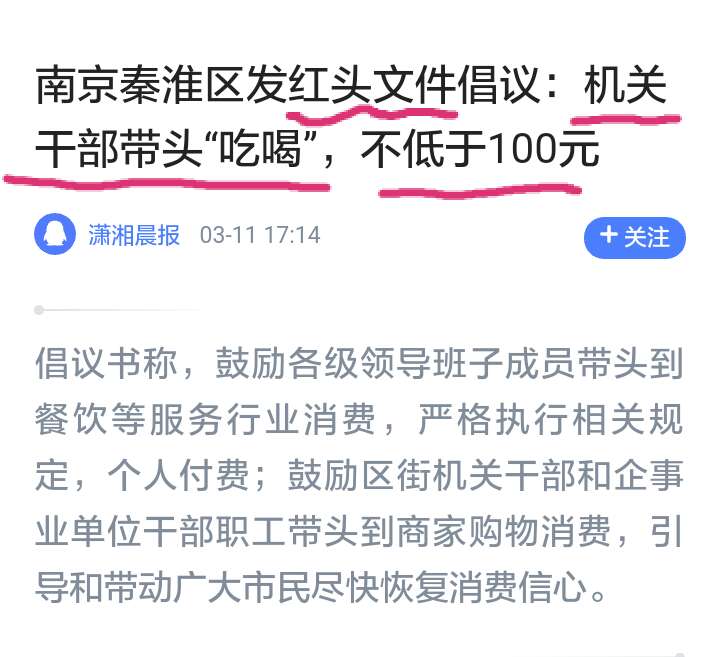 南京秦淮区发红头文件倡议：机关
干部带头“吃喝”，不低于100元
潇湘晨报 03-11 17:14
+ 关注
倡议书称，鼓励各级领导班子成员带头到
餐饮等服务行业消费，严格执行相关规
定，个人付费；鼓励区街机关干部和企事
业单位干部职工带头到商家购物消费，引
导和带动广大市民尽快恢复消费信心。